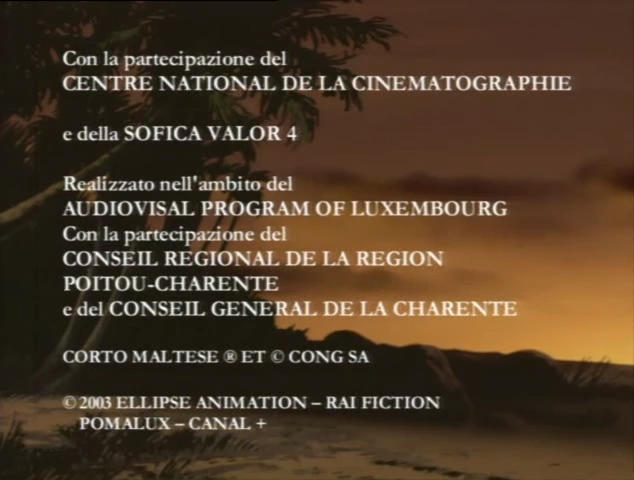 Con la partecipazione del
CENTRE NATIONAL DE LA CINEMATOGRAPHIE
e della SOFICA VALOR 4
Realizzato nell'ambito del
AUDIOVISAL PROGRAM OF LUXEMBOURG
Con la partecipazione del
CONSEIL REGIONAL DE LA REGION
POITOU-CHARENTE
e del CONSEIL GENERAL DE LA CHARENTE
CORTO MALTESE ® ET © CONG SA
© 2003 ELLIPSE ANIMATION – RAI FICTION
POMALUX – CANAL +